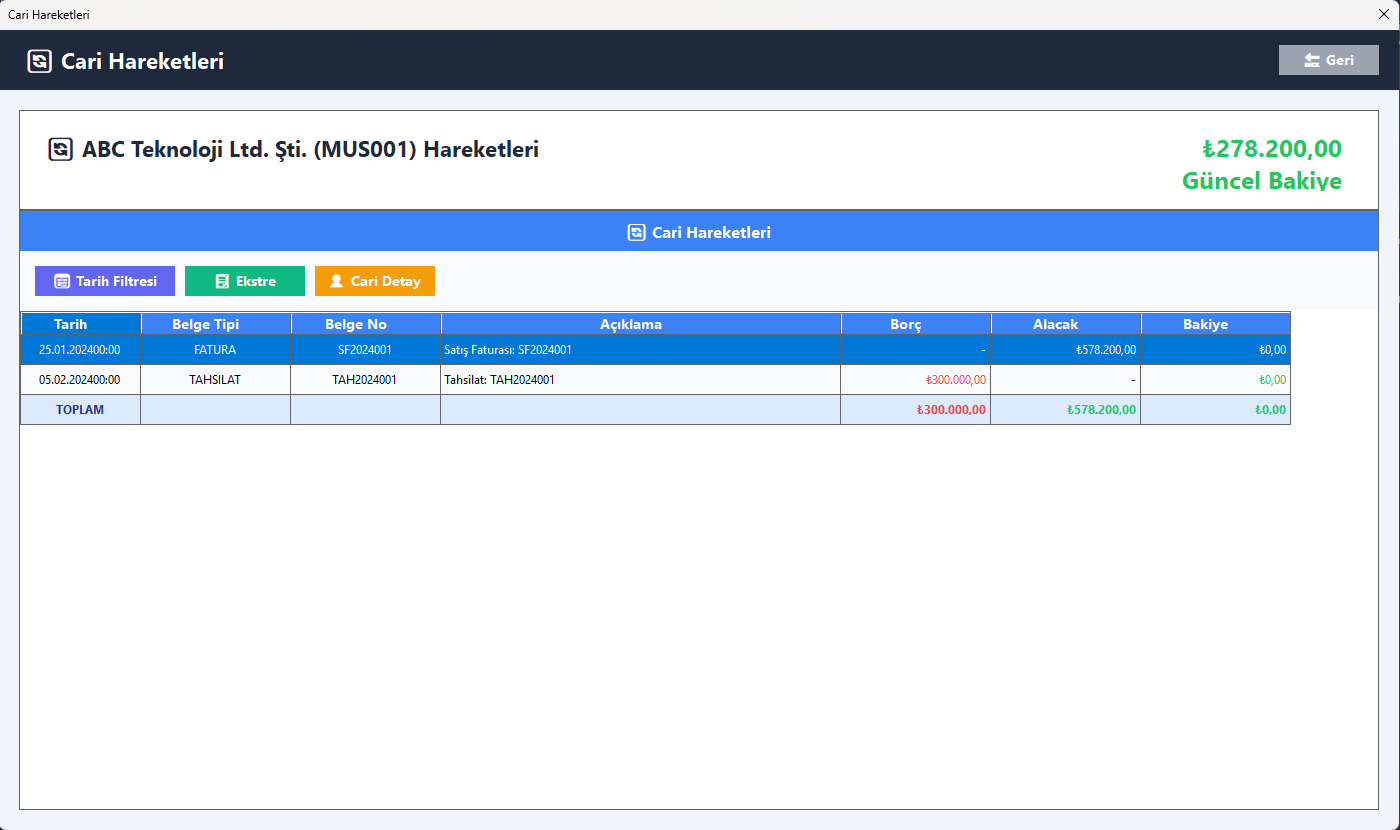 Cari Hareketleri
Cari Hareketleri
Geri
ABC Teknoloji Ltd. Şti. (MUS001) Hareketleri
₺278.200,00
Güncel Bakiye
Cari Hareketleri
Tarih Filtresi Ekstre Cari Detay
Tarih Belge Tipi Belge No Açıklama Borç Alacak Bakiye
25.01.202400:00 FATURA SF2024001 Satış Faturası: SF2024001 - ₺578.200,00 ₺0,00
05.02.202400:00 TAHSILAT TAH2024001 Tahsilat: TAH2024001 ₺300.000,00 - ₺0,00
TOPLAM ₺300.000,00 ₺578.200,00 ₺0,00